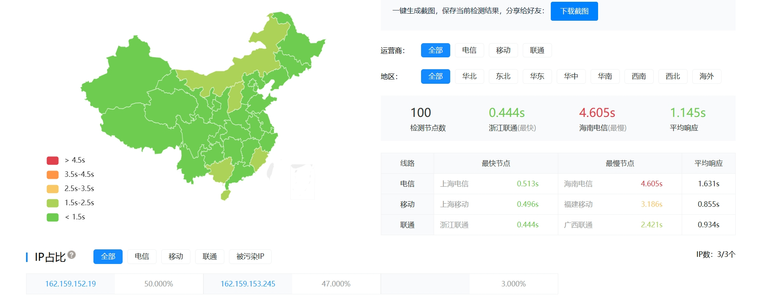 一键生成截图，保存当前检测结果，分享给好友：
下载截图
运营商： 全部 电信 移动 联通
地区： 全部 华北 东北 华东 华中 华南 西南 西北 海外
100 0.444s 4.605s 1.145s
检测节点数 浙江联通(最快) 海南电信(最慢) 平均响应
> 4.5s
3.5s-4.5s
2.5s-3.5s
1.5s-2.5s
< 1.5s
线路 最快节点 最慢节点 平均响应
电信 上海电信 0.513s 海南电信 4.605s 1.631s
移动 上海移动 0.496s 福建移动 3.186s 0.855s
联通 浙江联通 0.444s 广西联通 2.421s 0.934s
IP占比 ? 全部 电信 移动 联通 被污染IP
IP数：3/3个
162.159.152.19 50.000% 162.159.153.245 47.000% 3.000%